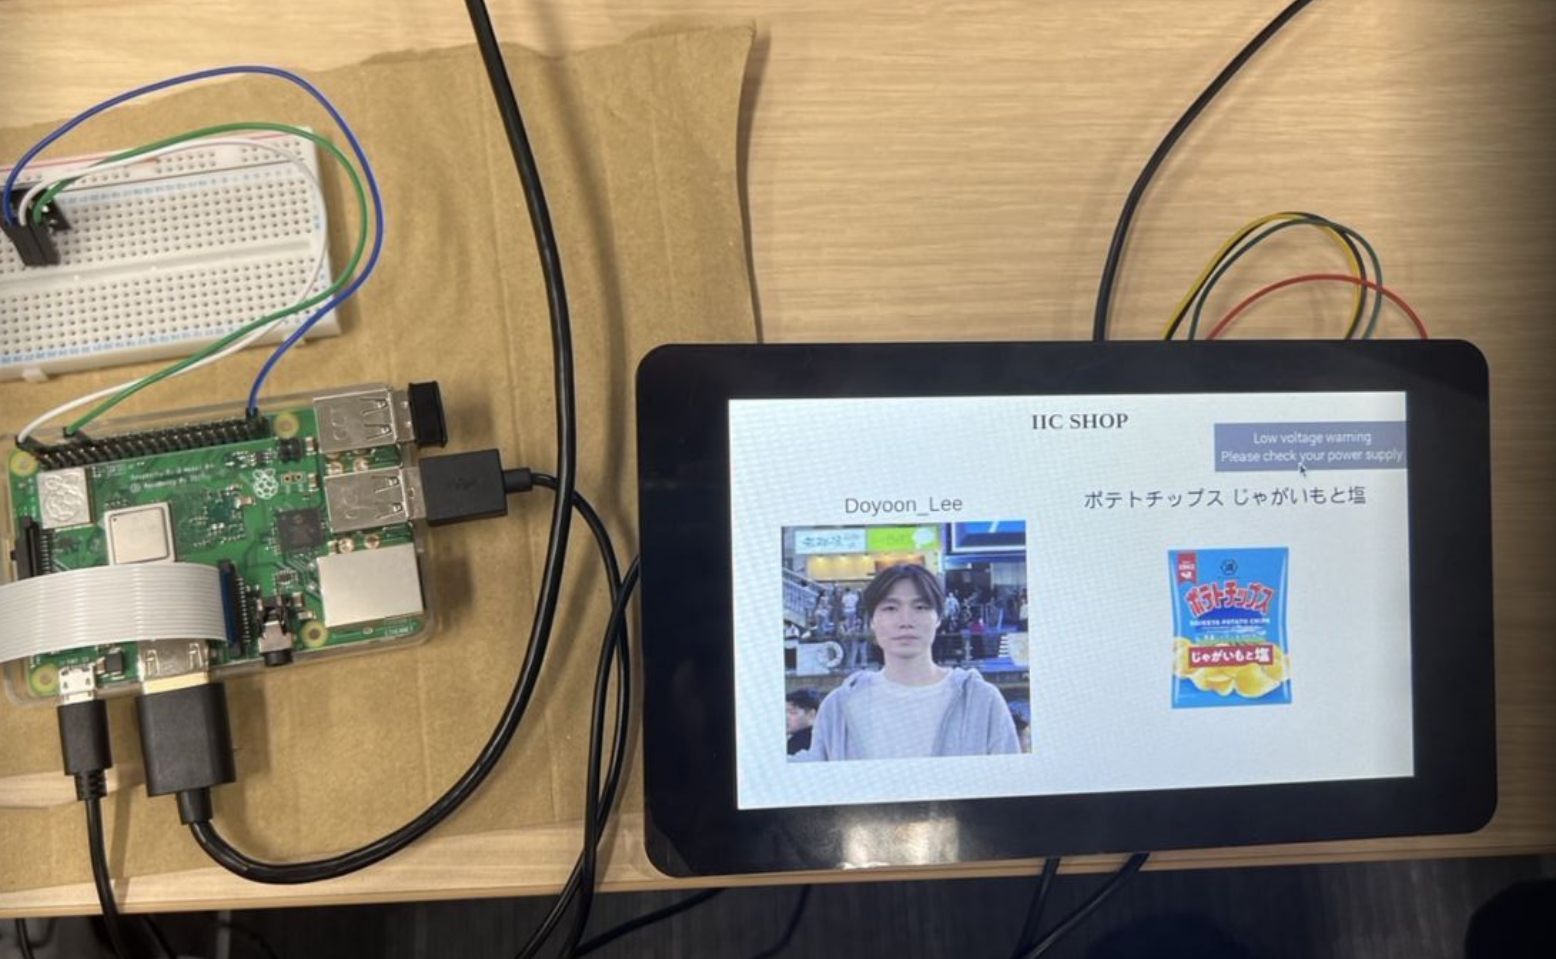 IIC SHOP
Low voltage warning
Please check your power supply
Doyoon_Lee
ポテトチップス じゃがいもと塩
ポテトチップス
じゃがいもと塩